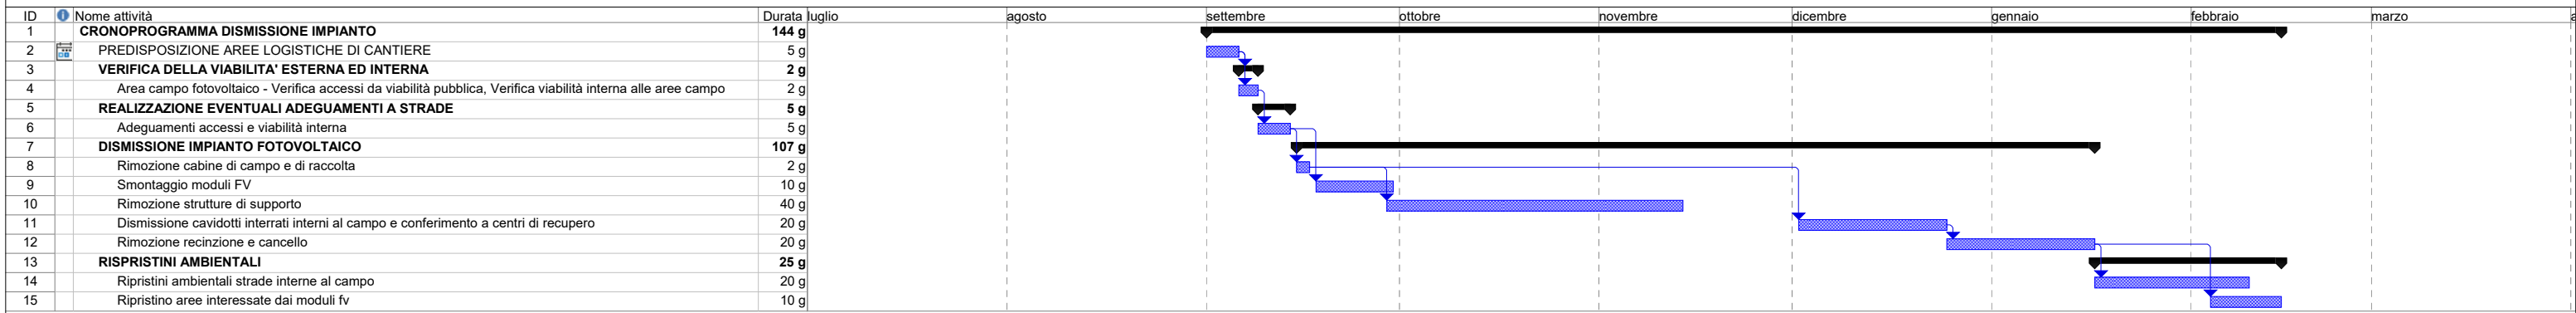 ID Nome attività Durata luglio agosto settembre ottobre novembre dicembre gennaio febbraio marzo a
1 CRONOPROGRAMMA DISMISSIONE IMPIANTO 144 g
2 PREDISPOSIZIONE AREE LOGISTICHE DI CANTIERE 5 g
3 VERIFICA DELLA VIABILITA' ESTERNA ED INTERNA 2 g
4 Area campo fotovoltaico - Verifica accessi da viabilità pubblica, Verifica viabilità interna alle aree campo 2 g
5 REALIZZAZIONE EVENTUALI ADEGUAMENTI A STRADE 5 g
6 Adeguamenti accessi e viabilità interna 5 g
7 DISMISSIONE IMPIANTO FOTOVOLTAICO 107 g
8 Rimozione cabine di campo e di raccolta 2 g
9 Smontaggio moduli FV 10 g
10 Rimozione strutture di supporto 40 g
11 Dismissione cavidotti interrati interni al campo e conferimento a centri di recupero 20 g
12 Rimozione recinzione e cancello 20 g
13 RISPRISTINI AMBIENTALI 25 g
14 Ripristini ambientali strade interne al campo 20 g
15 Ripristino aree interessate dai moduli fv 10 g